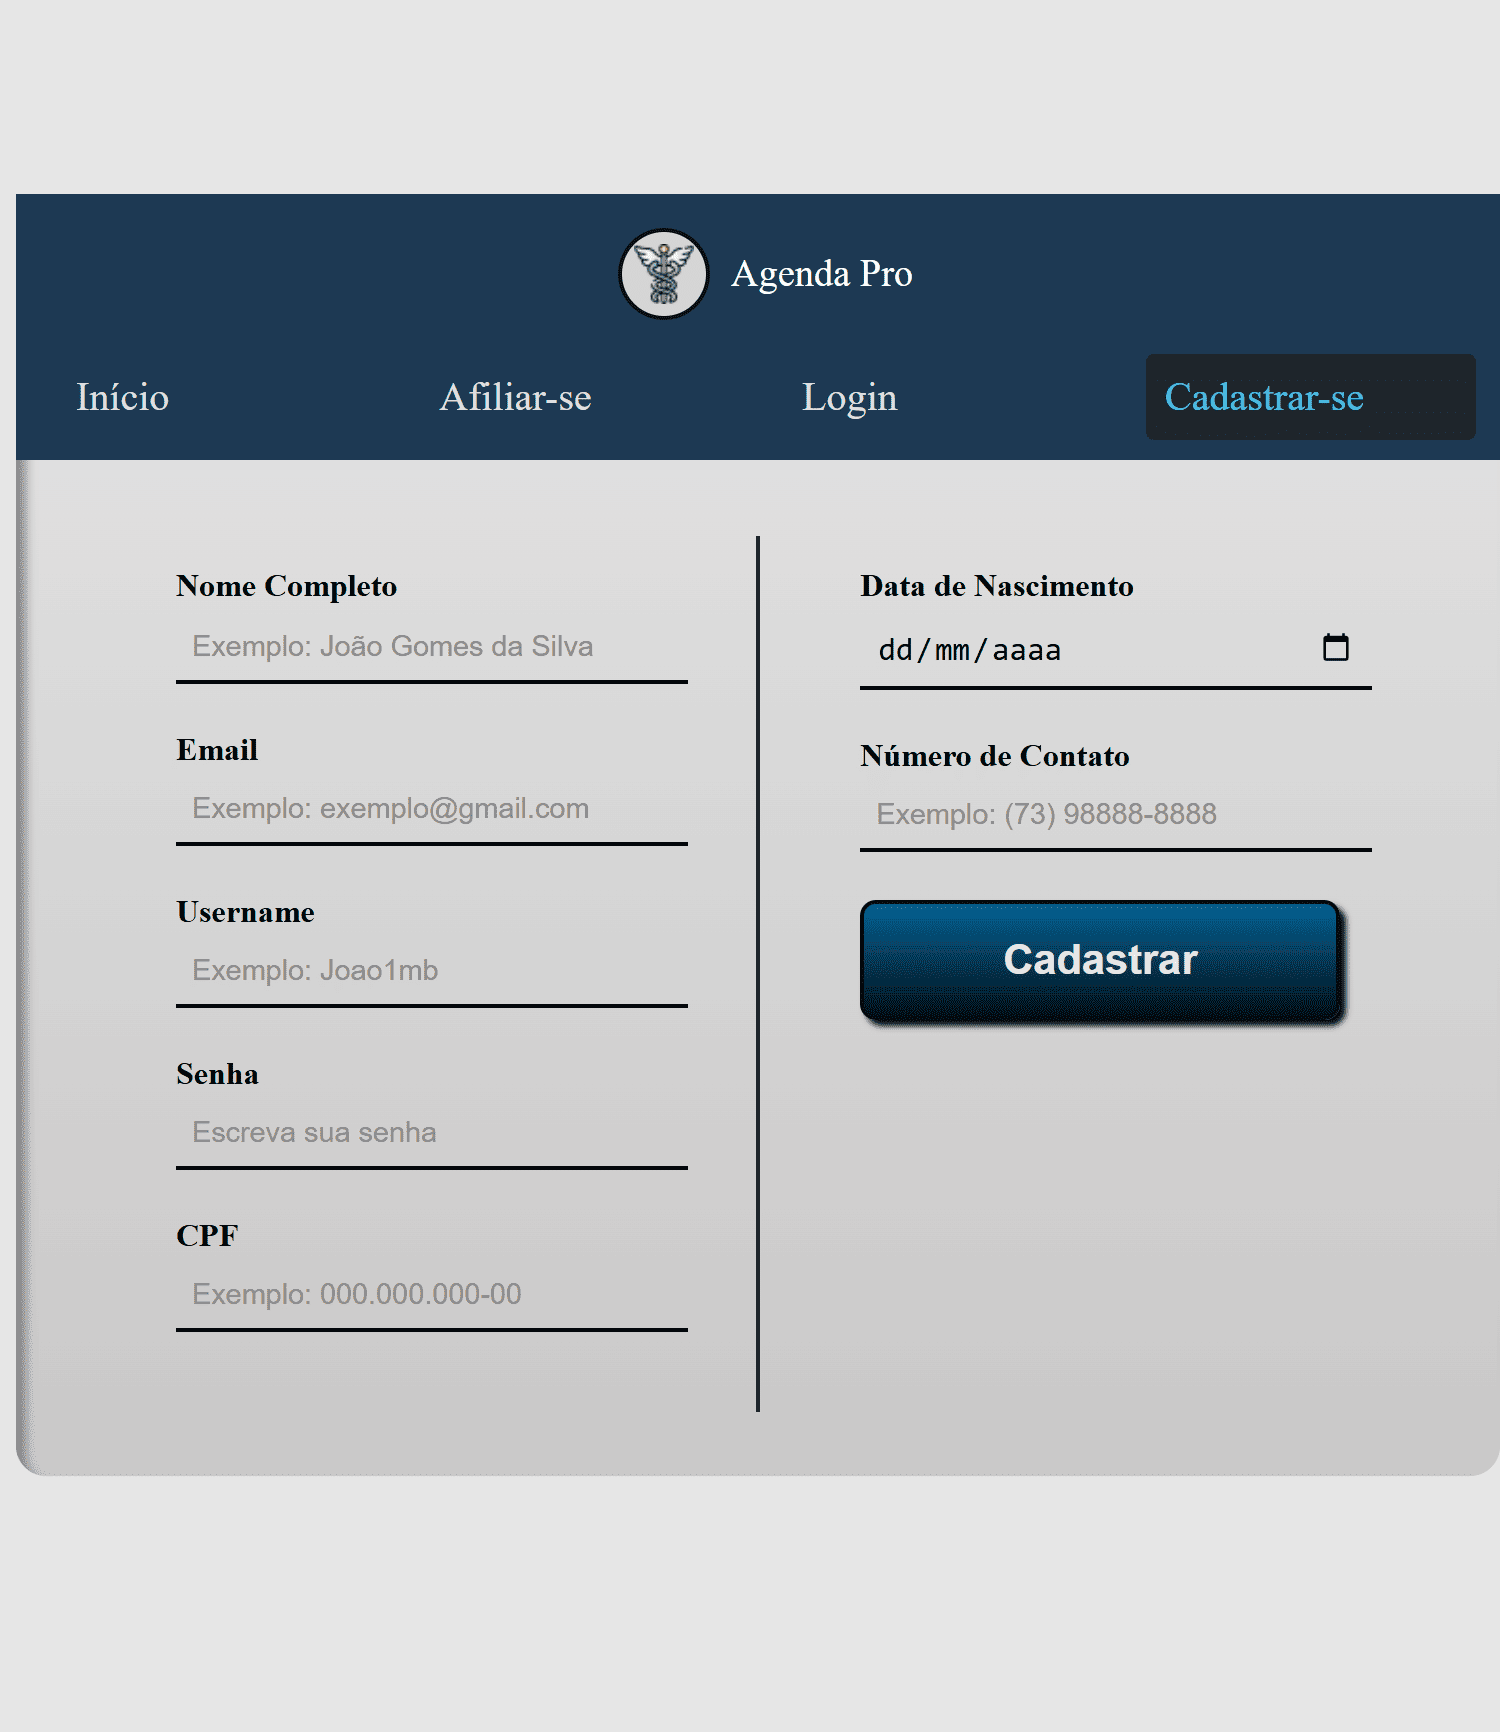 Agenda Pro
Início
Afiliar-se
Login
Cadastrar-se
Nome Completo
Exemplo: João Gomes da Silva
Email
Exemplo: exemplo@gmail.com
Username
Exemplo: Joao1mb
Senha
Escreva sua senha
CPF
Exemplo: 000.000.000-00
Data de Nascimento
dd/mm/aaaa
Número de Contato
Exemplo: (73) 98888-8888
Cadastrar